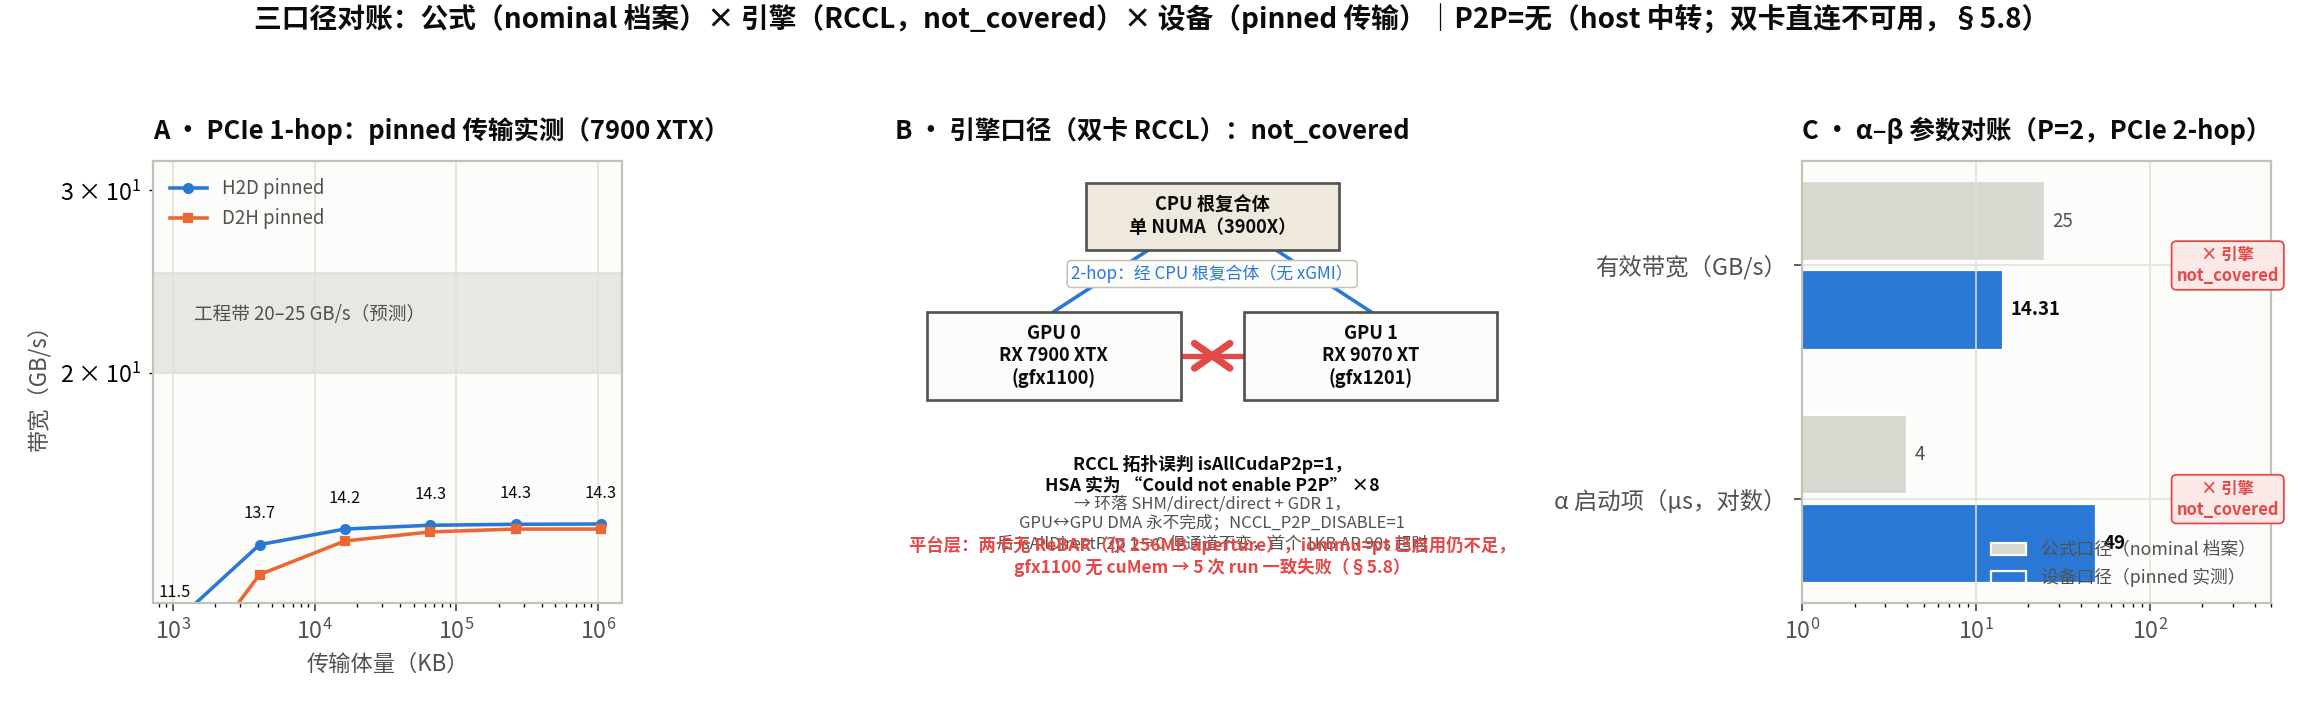 三口径对账：公式（nominal 档案）× 引擎（RCCL，not_covered）× 设备（pinned 传输）｜P2P=无（host 中转；双卡直连不可用，§5.8）
A • PCIe 1-hop：pinned 传输实测（7900 XTX）
H2D pinned
D2H pinned
工程带 20–25 GB/s（预测）
3 × 10¹
2 × 10¹
带宽（GB/s）
11.5
13.7
14.2
14.3
14.3
14.3
10³
10⁴
10⁵
10⁶
传输体量（KB）
B • 引擎口径（双卡 RCCL）：not_covered
CPU 根复合体
单 NUMA（3900X）
2-hop：经 CPU 根复合体（无 xGMI）
GPU 0
RX 7900 XTX
(gfx1100)
GPU 1
RX 9070 XT
(gfx1201)
RCCL 拓扑误判 isAllCudaP2p=1，
HSA 实为 “Could not enable P2P” ×8
→ 环落 SHM/direct/direct + GDR 1，
GPU↔GPU DMA 永不完成；NCCL_P2P_DISABLE=1
平台层：两卡无 ReBAR（仅 256MB aperture），iommu=pt 已启用仍不足，
gfx1100 无 cuMem → 5 次 run 一致失败（§5.8）
C • α–β 参数对账（P=2，PCIe 2-hop）
有效带宽（GB/s）
25
14.31
× 引擎
not_covered
α 启动项（μs，对数）
4
49
× 引擎
not_covered
公式口径（nominal 档案）
设备口径（pinned 实测）
10⁰
10¹
10²